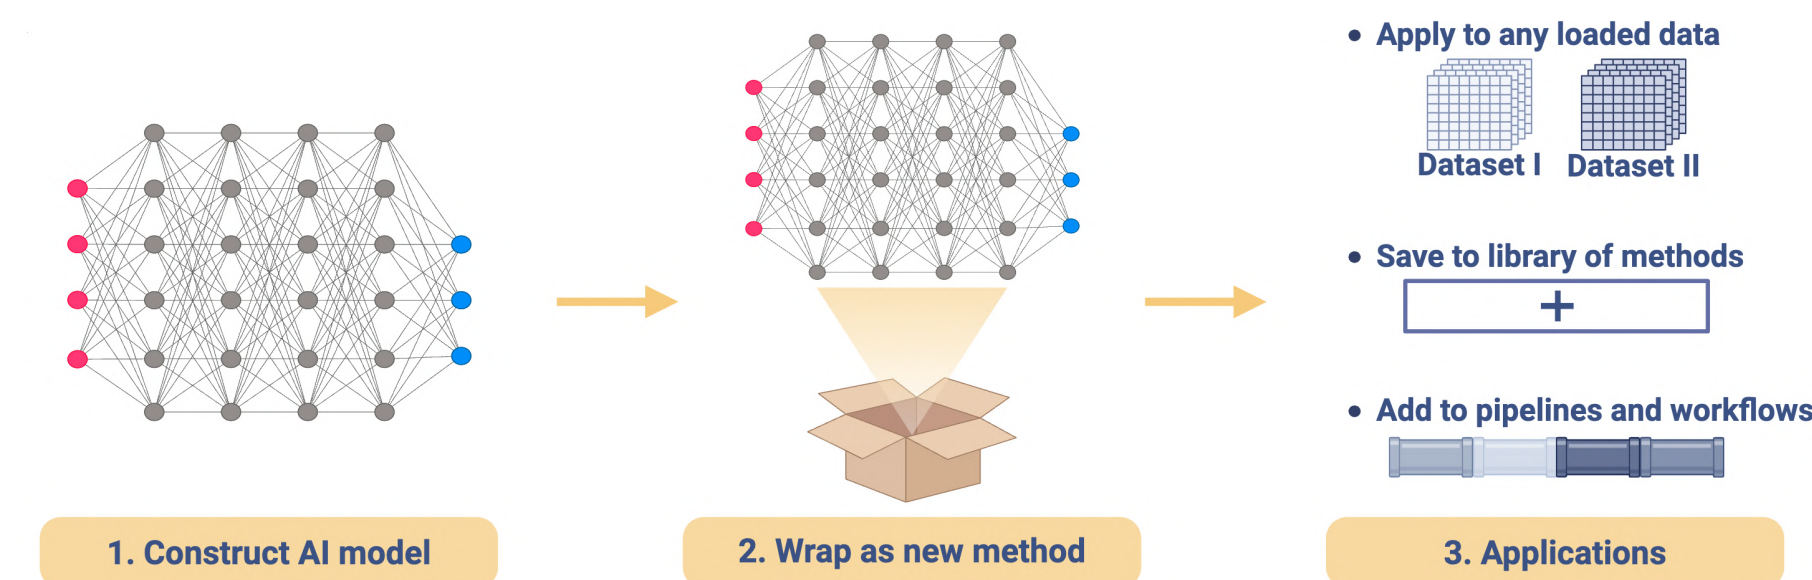 • Apply to any loaded data
Dataset I
Dataset II
• Save to library of methods
+
• Add to pipelines and workflows
1. Construct AI model
2. Wrap as new method
3. Applications